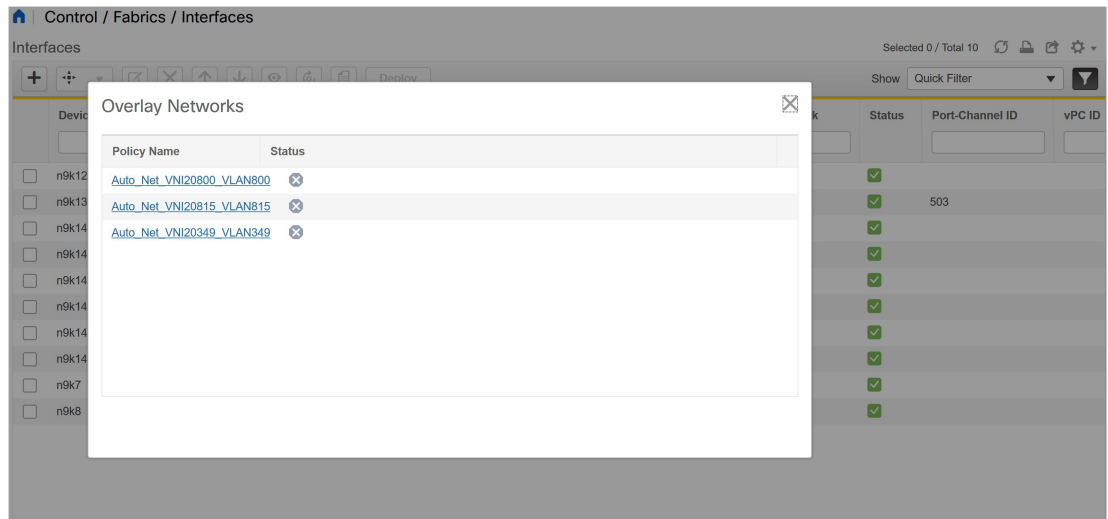 Control / Fabrics / Interfaces
Interfaces
Selected 0 / Total 10
Deploy
Show Quick Filter
Overlay Networks
Devic
k Status Port-Channel ID vPC ID
Policy Name Status
Auto_Net_VNI20800_VLAN800
Auto_Net_VNI20815_VLAN815
Auto_Net_VNI20349_VLAN349
n9k12
n9k13 503
n9k14
n9k14
n9k14
n9k14
n9k14
n9k14
n9k7
n9k8